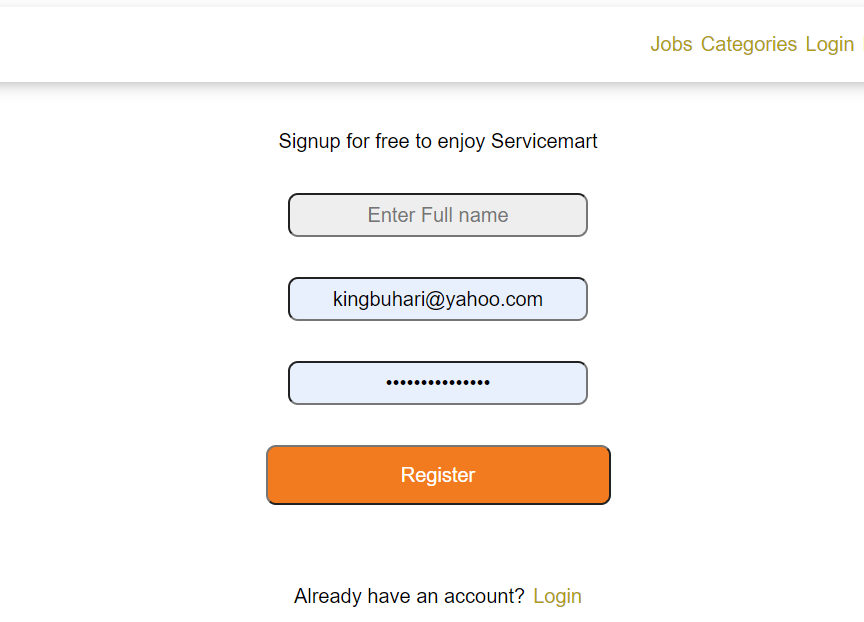 Jobs Categories Login
Signup for free to enjoy Servicemart
Enter Full name
kingbuhari@yahoo.com
•••••••••••••••
Register
Already have an account? Login